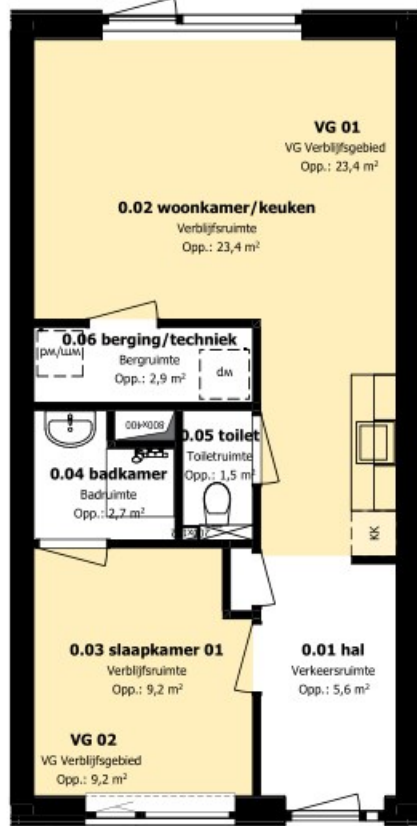 VG 01
VG Verblijfsgebied
Opp.: 23,4 m²
0.02 woonkamer/keuken
Verblijfsruimte
Opp.: 23,4 m²
0.06 berging/techniek
wm/wd
Bergruimte
wp
Opp.: 2,9 m²
800x400
0.05 toilet
Toiletruimte
Opp.: 1,5 m²
0.04 badkamer
Badruimte
Opp.: 2,7 m²
KK
0.03 slaapkamer 01
Verblijfsruimte
Opp.: 9,2 m²
0.01 hal
Verkeersruimte
Opp.: 5,6 m²
VG 02
VG Verblijfsgebied
Opp.: 9,2 m²